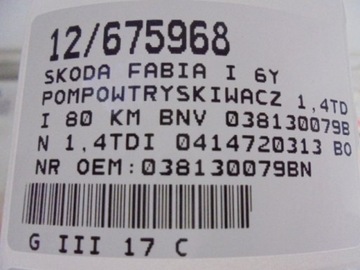 12/675968
SKODA FABIA I 6Y
POMPOWTRYSKIWACZ 1,4TD
I 80 KM BNV 038130079B
N 1,4TDI 0414720313 BO
NR OEM:038130079BN
G III 17 C